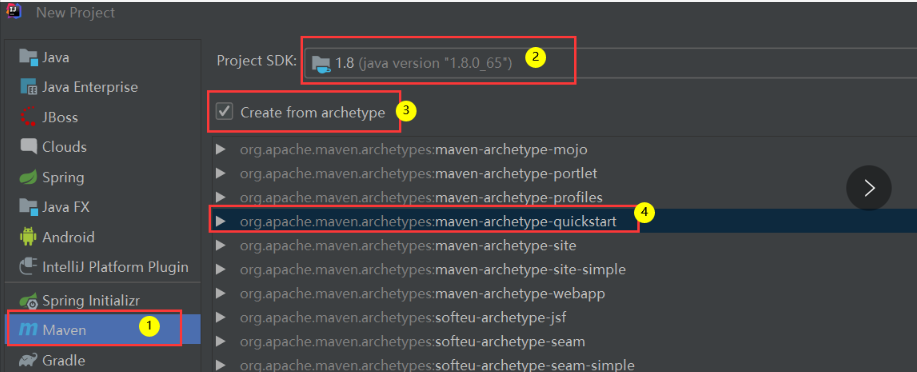 New Project
Java
Java Enterprise
JBoss
Clouds
Spring
Java FX
Android
IntelliJ Platform Plugin
Spring Initializr
Maven 1
Gradle
Project SDK: 1.8 (java version "1.8.0_65") 2
Create from archetype 3
org.apache.maven.archetypes:maven-archetype-mojo
org.apache.maven.archetypes:maven-archetype-portlet
org.apache.maven.archetypes:maven-archetype-profiles
org.apache.maven.archetypes:maven-archetype-quickstart 4
org.apache.maven.archetypes:maven-archetype-site
org.apache.maven.archetypes:maven-archetype-site-simple
org.apache.maven.archetypes:maven-archetype-webapp
org.apache.maven.archetypes:softeu-archetype-jsf
org.apache.maven.archetypes:softeu-archetype-seam
org.apache.maven.archetypes:softeu-archetype-seam-simple